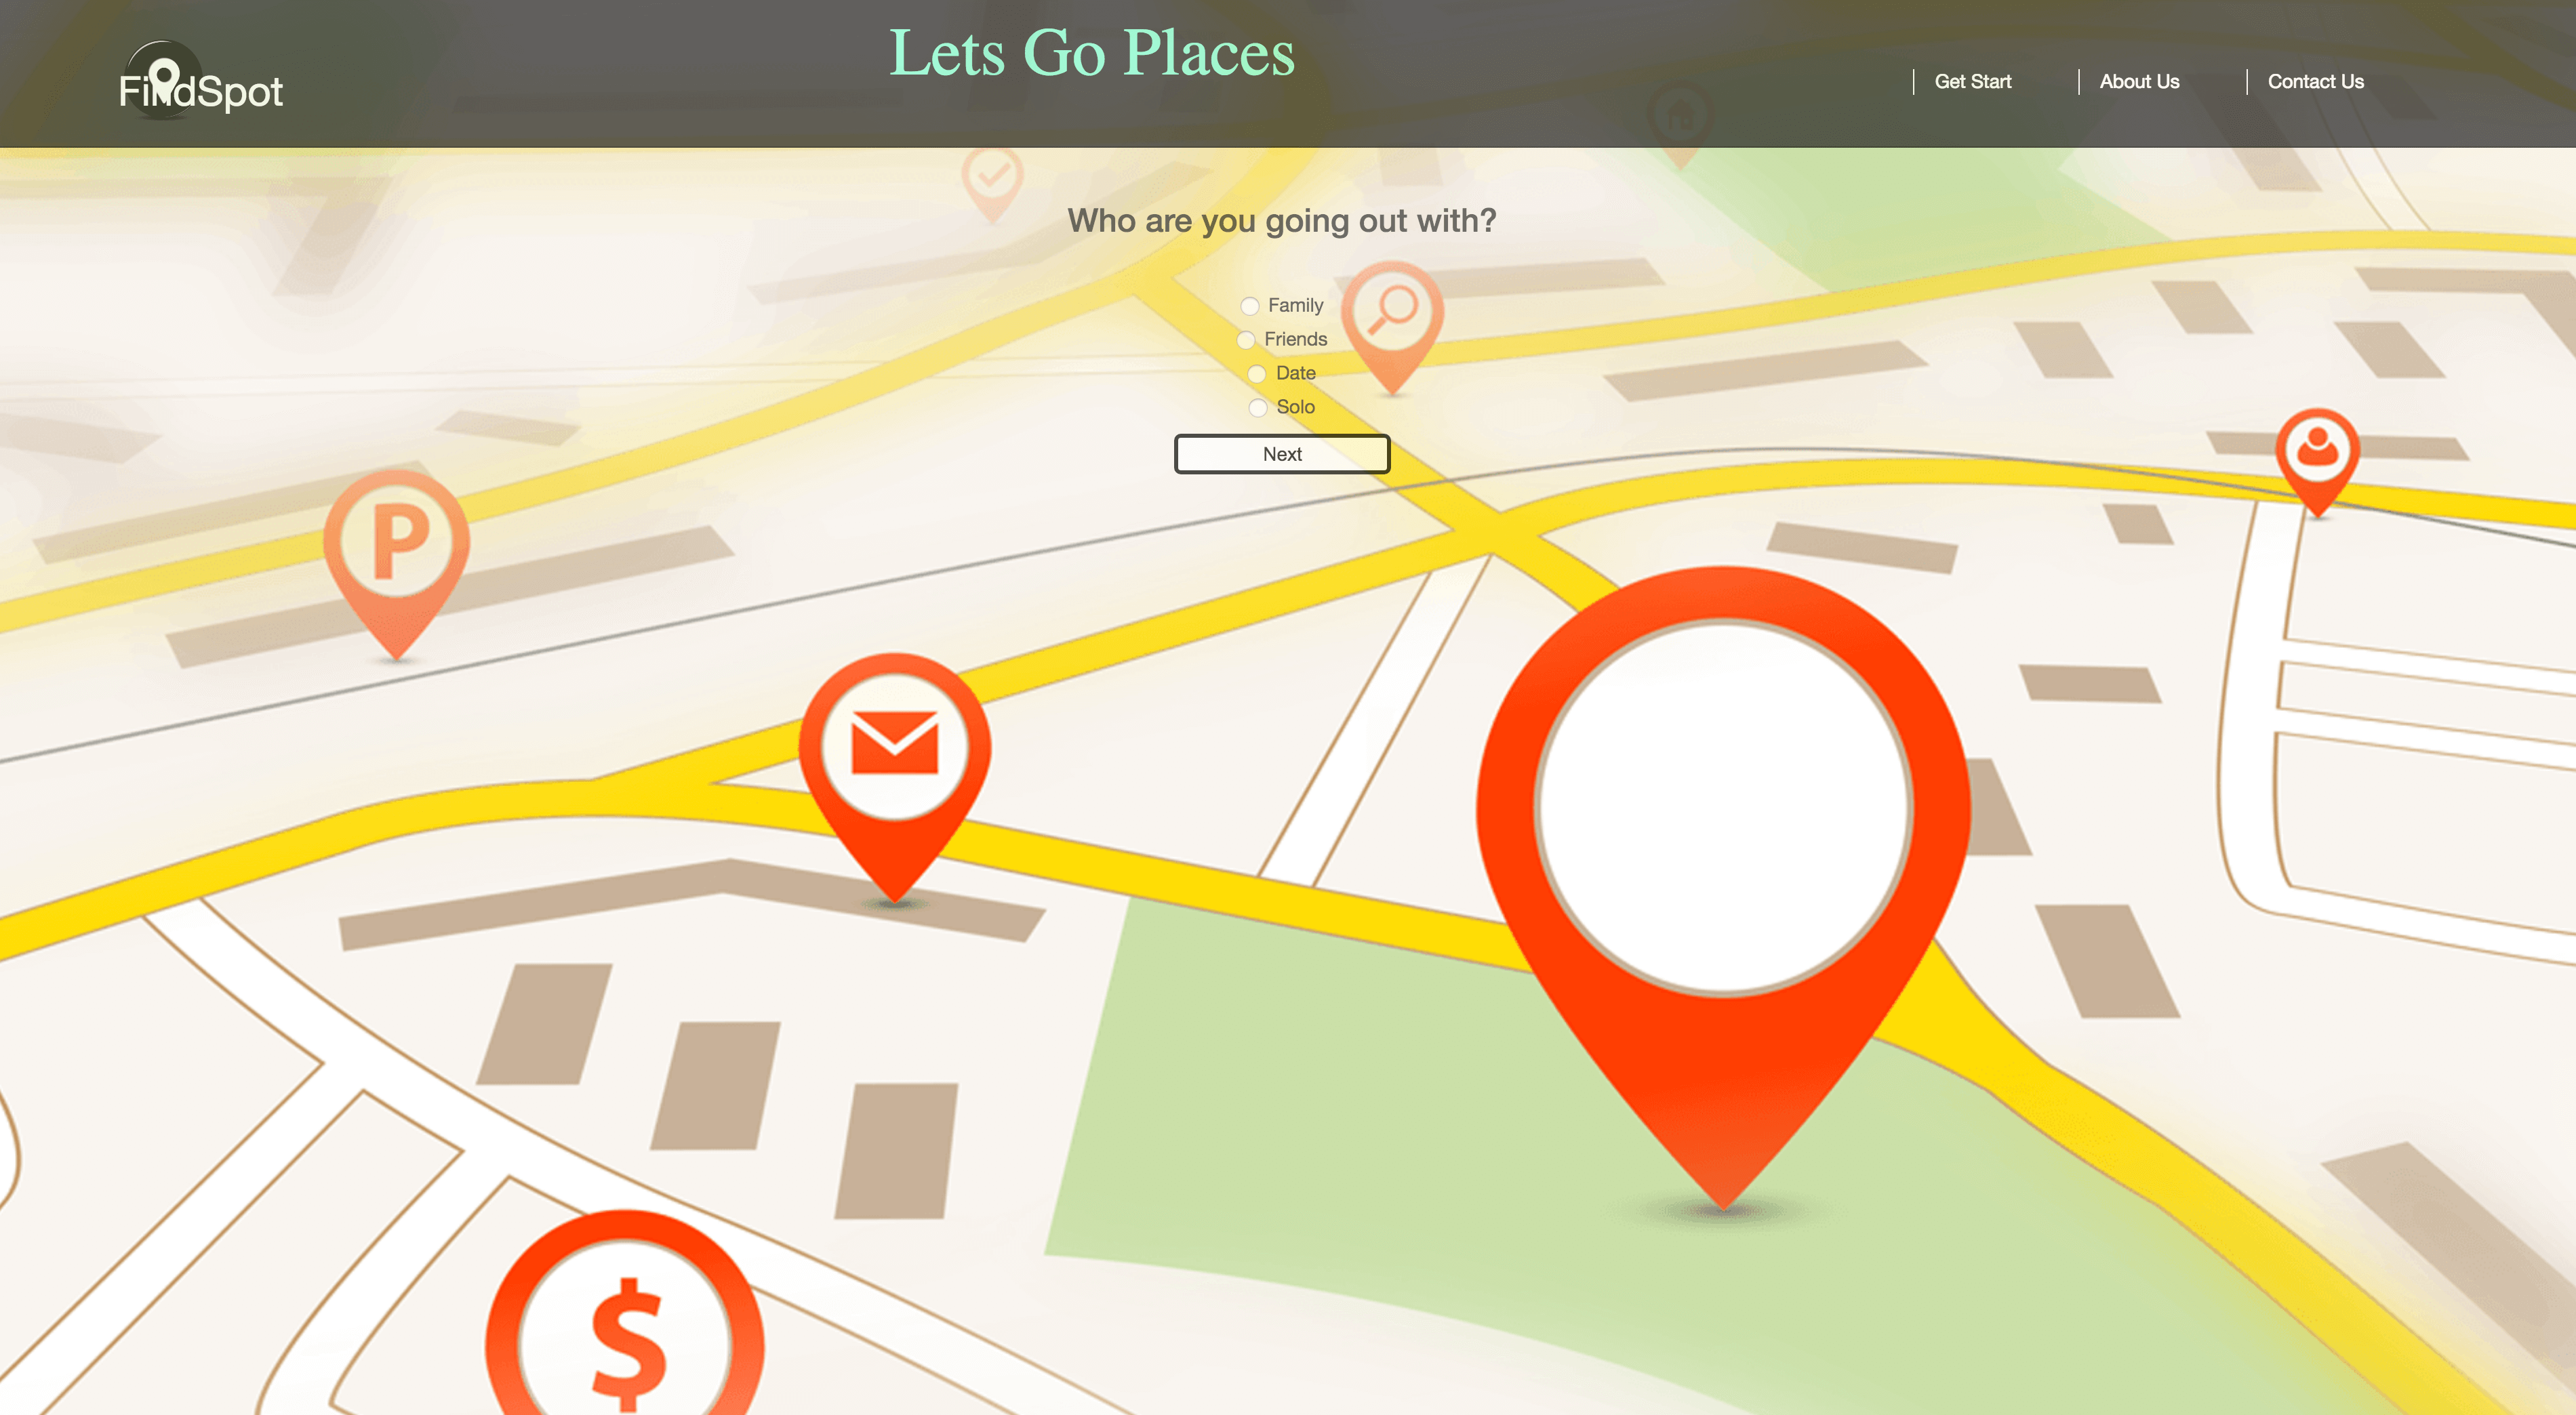 Lets Go Places
FindSpot
Get Start
About Us
Contact Us
Who are you going out with?
Family
Friends
Date
Solo
Next
P
$